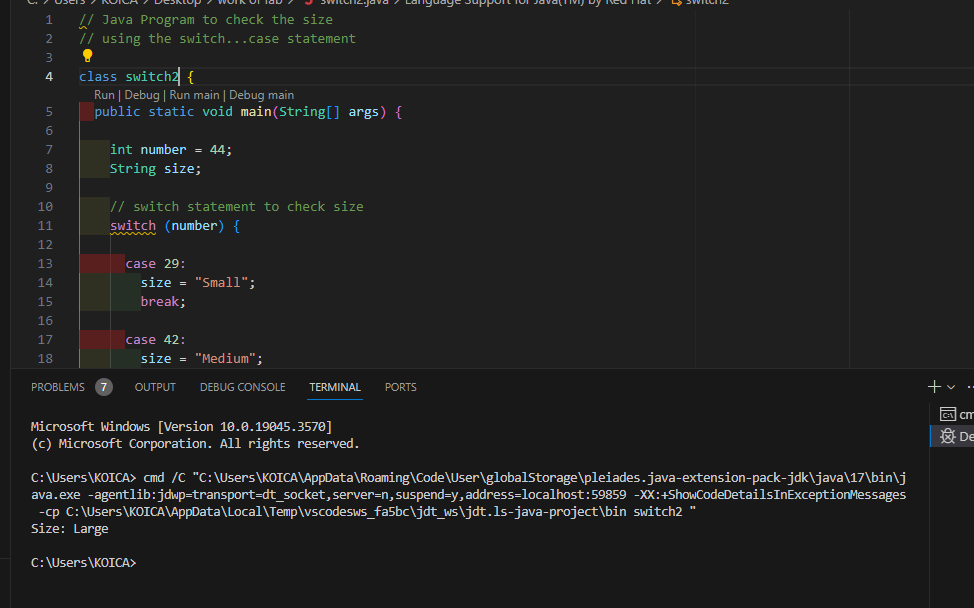 C: > Users > KOICA > Desktop > work of lab > switch2.java > Language Support for Java(TM) by Red Hat > switch2
1 // Java Program to check the size
2 // using the switch...case statement
3
4 class switch2 {
Run | Debug | Run main | Debug main
5 public static void main(String[] args) {
6
7 int number = 44;
8 String size;
9
10 // switch statement to check size
11 switch (number) {
12
13 case 29:
14 size = "Small";
15 break;
16
17 case 42:
18 size = "Medium";
PROBLEMS 7 OUTPUT DEBUG CONSOLE TERMINAL PORTS
Microsoft Windows [Version 10.0.19045.3570]
(c) Microsoft Corporation. All rights reserved.
C:\Users\KOICA> cmd /C "C:\Users\KOICA\AppData\Roaming\Code\User\globalStorage\pleiades.java-extension-pack-jdk\java\17\bin\j
ava.exe -agentlib:jdwp=transport=dt_socket,server=n,suspend=y,address=localhost:59859 -XX:+ShowCodeDetailsInExceptionMessages
-cp C:\Users\KOICA\AppData\Local\Temp\vscodesws_fa5bc\jdt_ws\jdt.ls-java-project\bin switch2 "
Size: Large
C:\Users\KOICA>
cm
De